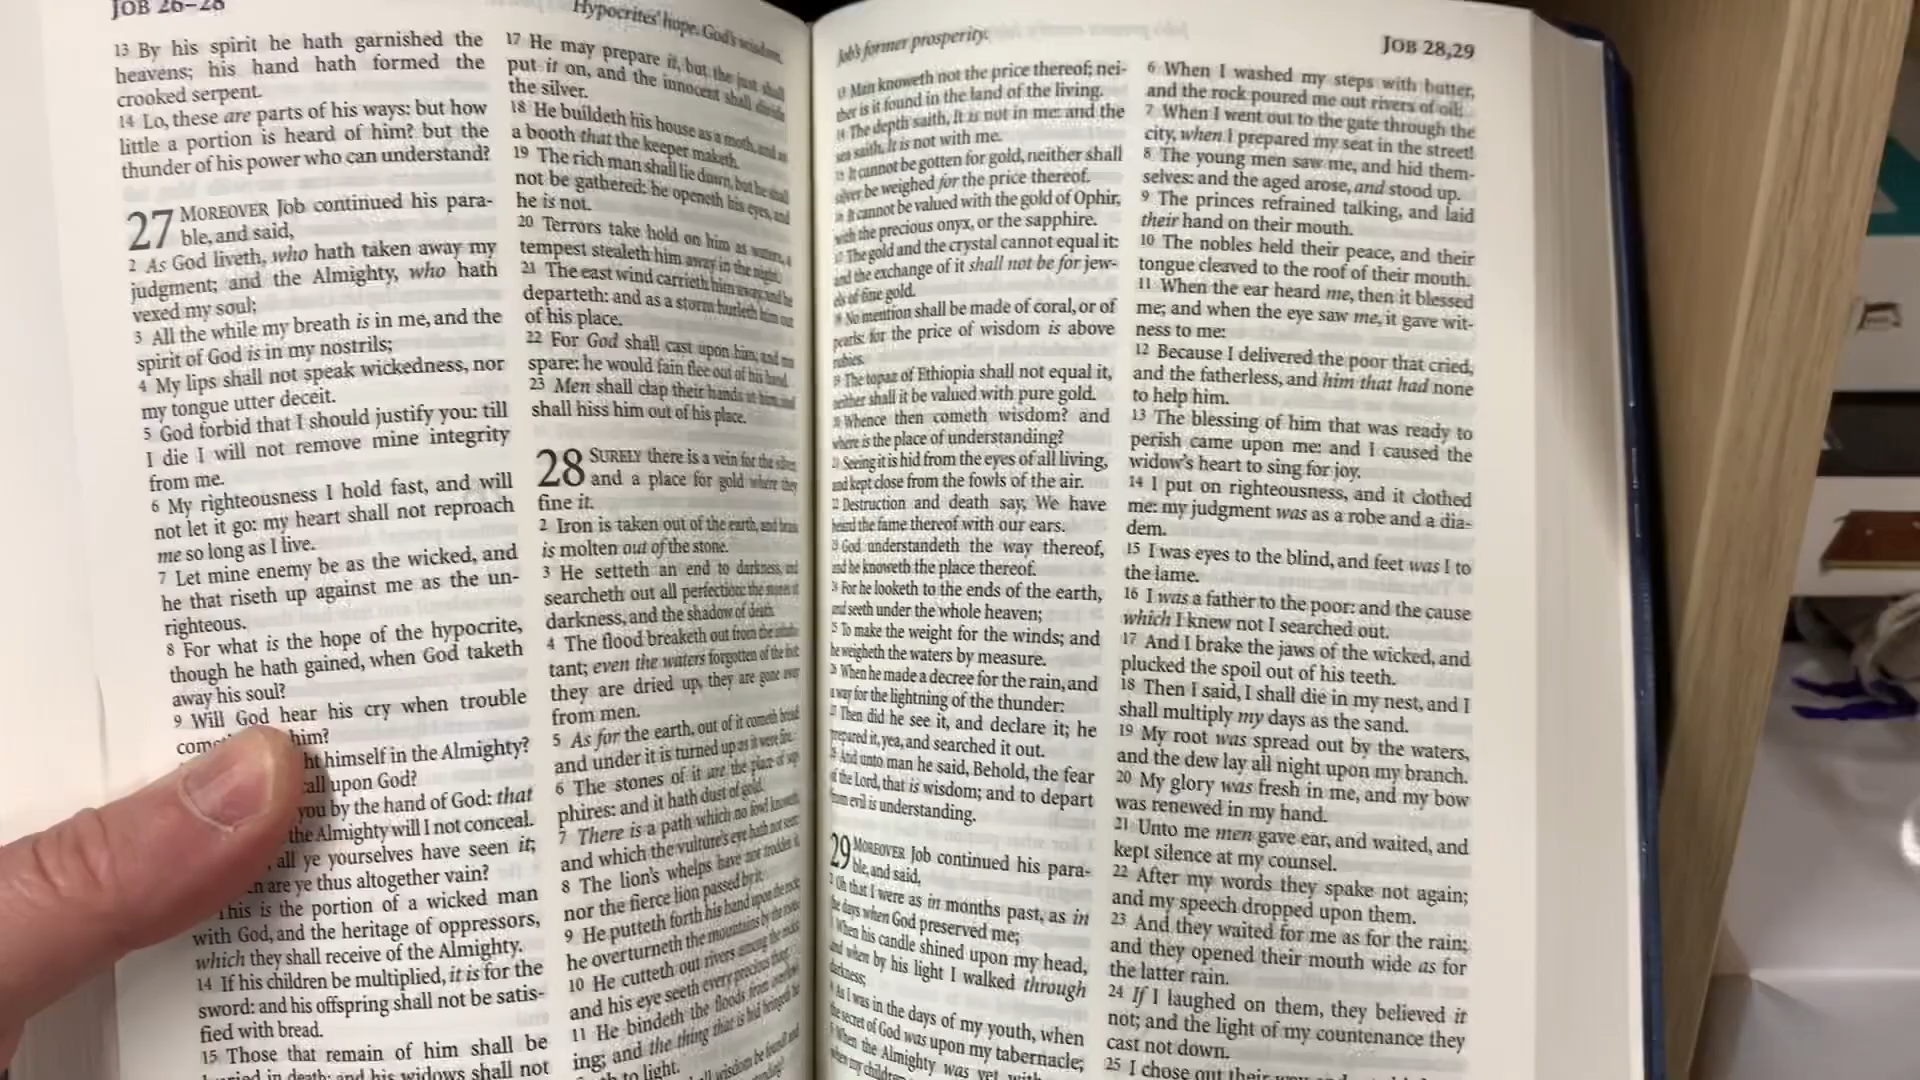 JOB 26–28
13 By his spirit he hath garnished the
heavens; his hand hath formed the
crooked serpent.
14 Lo, these are parts of his ways: but how
little a portion is heard of him? but the
thunder of his power who can understand?
27 MOREOVER Job continued his para-
ble, and said,
2 As God liveth, who hath taken away my
judgment; and the Almighty, who hath
vexed my soul;
3 All the while my breath is in me, and the
spirit of God is in my nostrils;
4 My lips shall not speak wickedness, nor
my tongue utter deceit.
5 God forbid that I should justify you: till
I die I will not remove mine integrity
from me.
6 My righteousness I hold fast, and will
not let it go: my heart shall not reproach
me so long as I live.
7 Let mine enemy be as the wicked, and
he that riseth up against me as the un-
righteous.
8 For what is the hope of the hypocrite,
though he hath gained, when God taketh
away his soul?
9 Will God hear his cry when trouble
him?
himself in the Almighty?
upon God?
you by the hand of God: that
the Almighty will I not conceal.
all ye yourselves have seen it;
are ye thus altogether vain?
This is the portion of a wicked man
with God, and the heritage of oppressors,
which they shall receive of the Almighty.
14 If his children be multiplied, it is for the
sword: and his offspring shall not be satis-
fied with bread.
15 Those that remain of him shall be
in death: and his widows shall not
Hypocrites' hope. God's wisdom.
17 He may prepare it, but the just shall
put it on, and the innocent shall divide
the silver.
18 He buildeth his house as a moth, and as
a booth that the keeper maketh.
19 The rich man shall lie down, but he shall
not be gathered: he openeth his eyes, and
he is not.
20 Terrors take hold on him as waters, a
tempest stealeth him away in the night.
21 The east wind carrieth him away, and he
departeth: and as a storm hurleth him out
of his place.
22 For God shall cast upon him, and not
spare: he would fain flee out of his hand.
23 Men shall clap their hands at him, and
shall hiss him out of his place.
28 SURELY there is a vein for the silver,
and a place for gold where they
fine it.
2 Iron is taken out of the earth, and brass
is molten out of the stone.
3 He setteth an end to darkness, and
searcheth out all perfection: the stones of
darkness, and the shadow of death.
4 The flood breaketh out from the inhabi-
tant; even the waters forgotten of the foot:
they are dried up, they are gone away
from men.
5 As for the earth, out of it cometh bread:
and under it is turned up as it were fire.
6 The stones of it are the place of sap-
phires: and it hath dust of gold.
7 There is a path which no fowl knoweth,
and which the vulture's eye hath not seen:
8 The lion's whelps have not trodden it,
nor the fierce lion passed by it.
9 He putteth forth his hand upon the rock;
he overturneth the mountains by the roots.
10 He cutteth out rivers among the rocks;
and his eye seeth every precious thing.
11 He bindeth the floods from overflow-
ing; and the thing that is hid bringeth he
to light.
shall wisdom be found? and
Job's former prosperity.
13 Man knoweth not the price thereof; nei-
ther is it found in the land of the living.
14 The depth saith, It is not in me: and the
sea saith, It is not with me.
15 It cannot be gotten for gold, neither shall
silver be weighed for the price thereof.
16 It cannot be valued with the gold of Ophir,
with the precious onyx, or the sapphire.
17 The gold and the crystal cannot equal it:
and the exchange of it shall not be for jew-
els of fine gold.
18 No mention shall be made of coral, or of
pearls: for the price of wisdom is above
rubies.
19 The topaz of Ethiopia shall not equal it,
neither shall it be valued with pure gold.
20 Whence then cometh wisdom? and
where is the place of understanding?
21 Seeing it is hid from the eyes of all living,
and kept close from the fowls of the air.
22 Destruction and death say, We have
heard the fame thereof with our ears.
23 God understandeth the way thereof,
and he knoweth the place thereof.
24 For he looketh to the ends of the earth,
and seeth under the whole heaven;
25 To make the weight for the winds; and
he weigheth the waters by measure.
26 When he made a decree for the rain, and
a way for the lightning of the thunder:
27 Then did he see it, and declare it; he
prepared it, yea, and searched it out.
28 And unto man he said, Behold, the fear
of the Lord, that is wisdom; and to depart
from evil is understanding.
29 MOREOVER Job continued his para-
ble, and said,
2 Oh that I were as in months past, as in
the days when God preserved me;
3 When his candle shined upon my head,
and when by his light I walked through
darkness;
4 As I was in the days of my youth, when
the secret of God was upon my tabernacle;
5 When the Almighty was yet with
when my children
JOB 28,29
6 When I washed my steps with butter,
and the rock poured me out rivers of oil;
7 When I went out to the gate through the
city, when I prepared my seat in the street!
8 The young men saw me, and hid them-
selves: and the aged arose, and stood up.
9 The princes refrained talking, and laid
their hand on their mouth.
10 The nobles held their peace, and their
tongue cleaved to the roof of their mouth.
11 When the ear heard me, then it blessed
me; and when the eye saw me, it gave wit-
ness to me:
12 Because I delivered the poor that cried,
and the fatherless, and him that had none
to help him.
13 The blessing of him that was ready to
perish came upon me: and I caused the
widow's heart to sing for joy.
14 I put on righteousness, and it clothed
me: my judgment was as a robe and a dia-
dem.
15 I was eyes to the blind, and feet was I to
the lame.
16 I was a father to the poor: and the cause
which I knew not I searched out.
17 And I brake the jaws of the wicked, and
plucked the spoil out of his teeth.
18 Then I said, I shall die in my nest, and I
shall multiply my days as the sand.
19 My root was spread out by the waters,
and the dew lay all night upon my branch.
20 My glory was fresh in me, and my bow
was renewed in my hand.
21 Unto me men gave ear, and waited, and
kept silence at my counsel.
22 After my words they spake not again;
and my speech dropped upon them.
23 And they waited for me as for the rain;
and they opened their mouth wide as for
the latter rain.
24 If I laughed on them, they believed it
not; and the light of my countenance they
cast not down.
25 I chose out their way